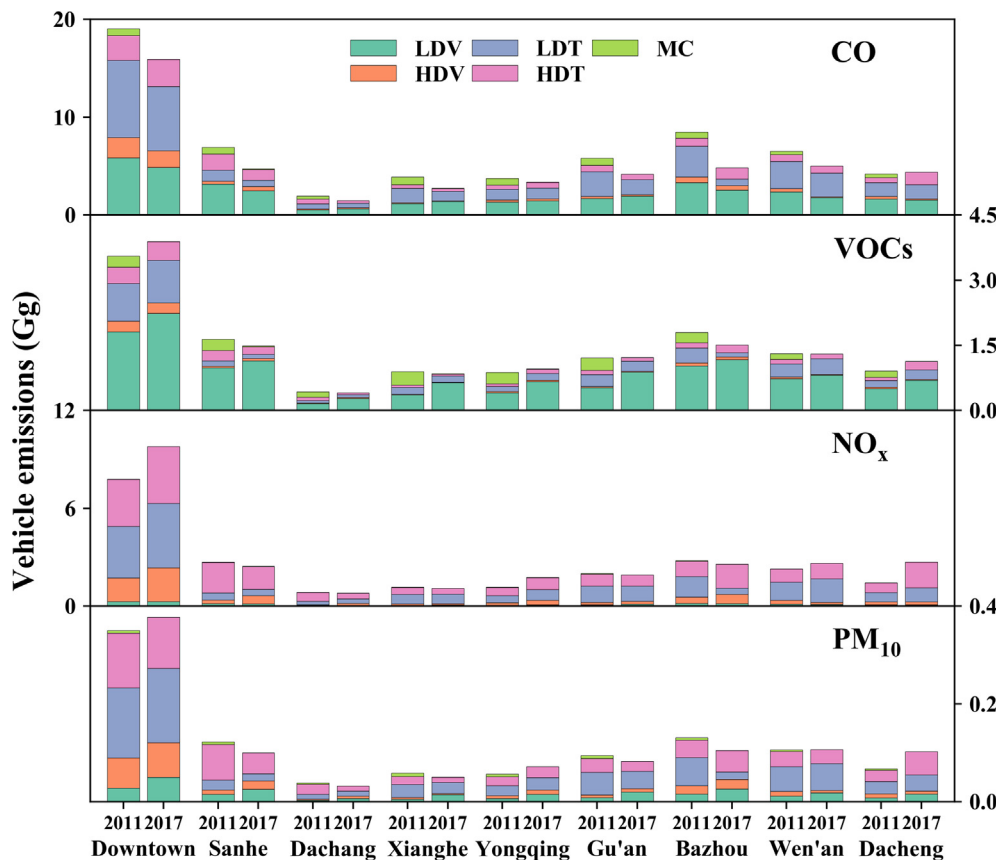 20
LDV LDT MC
HDV HDT
CO
10
0
4.5
VOCs
3.0
1.5
12
0.0
NOx
6
0
0.4
PM10
0.2
0.0
Vehicle emissions (Gg)
2011 2017 2011 2017 2011 2017 2011 2017 2011 2017 2011 2017 2011 2017 2011 2017 2011 2017
Downtown Sanhe Dachang Xianghe Yongqing Gu'an Bazhou Wen'an Dacheng